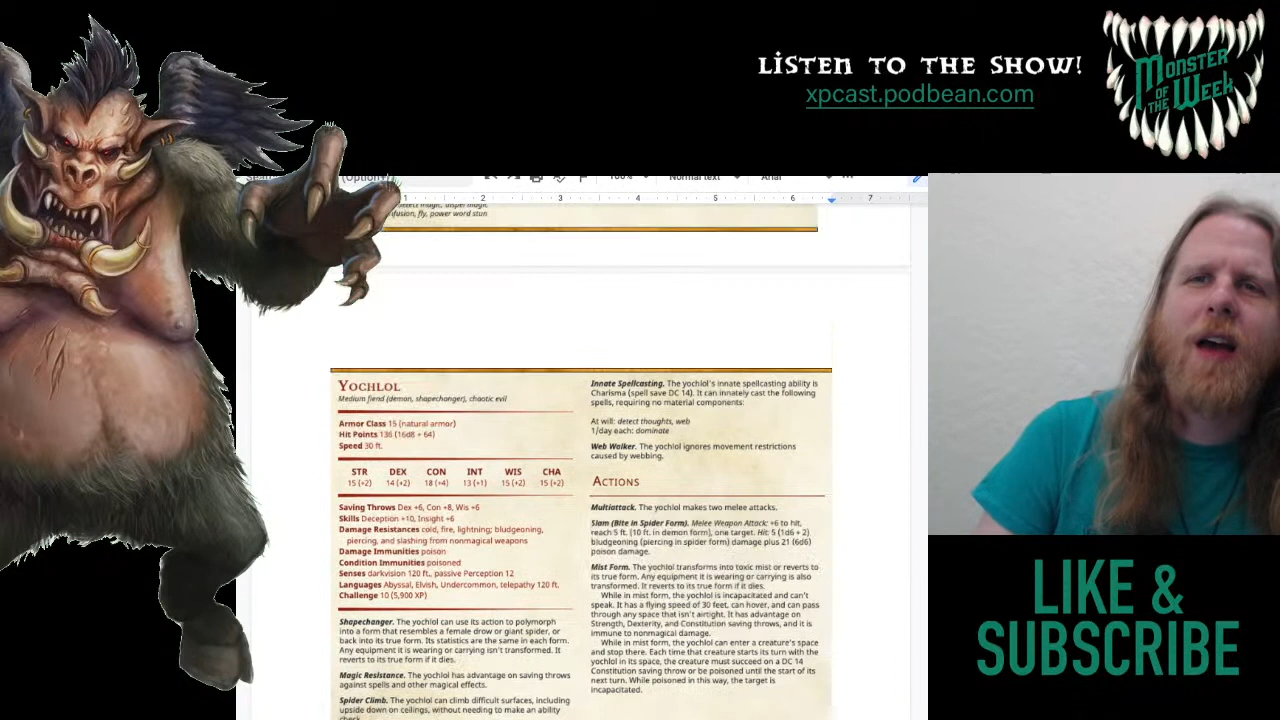 LISTEN TO THE SHOW!
xpcast.podbean.com
MONSTER
OF
THE WEEK
100%
Normal text
Arial
1 2 3 4 5 6 7
detect magic, dispel magic,
fusion, fly, power word stun
YOCHLOL
Medium fiend (demon, shapechanger), chaotic evil
Armor Class 15 (natural armor)
Hit Points 136 (16d8 + 64)
Speed 30 ft.
STR DEX CON INT WIS CHA
15 (+2) 14 (+2) 18 (+4) 13 (+1) 15 (+2) 15 (+2)
Saving Throws Dex +6, Con +8, Wis +6
Skills Deception +10, Insight +6
Damage Resistances cold, fire, lightning; bludgeoning,
piercing, and slashing from nonmagical weapons
Damage Immunities poison
Condition Immunities poisoned
Senses darkvision 120 ft., passive Perception 12
Languages Abyssal, Elvish, Undercommon, telepathy 120 ft.
Challenge 10 (5,900 XP)
Shapechanger. The yochlol can use its action to polymorph
into a form that resembles a female drow or giant spider, or
back into its true form. Its statistics are the same in each form.
Any equipment it is wearing or carrying isn't transformed. It
reverts to its true form if it dies.
Magic Resistance. The yochlol has advantage on saving throws
against spells and other magical effects.
Spider Climb. The yochlol can climb difficult surfaces, including
upside down on ceilings, without needing to make an ability
check.
Innate Spellcasting. The yochlol's innate spellcasting ability is
Charisma (spell save DC 14). It can innately cast the following
spells, requiring no material components:
At will: detect thoughts, web
1/day each: dominate
Web Walker. The yochlol ignores movement restrictions
caused by webbing.
ACTIONS
Multiattack. The yochlol makes two melee attacks.
Slam (Bite in Spider Form). Melee Weapon Attack: +6 to hit,
reach 5 ft. (10 ft. in demon form), one target. Hit: 5 (1d6 + 2)
bludgeoning (piercing in spider form) damage plus 21 (6d6)
poison damage.
Mist Form. The yochlol transforms into toxic mist or reverts to
its true form. Any equipment it is wearing or carrying is also
transformed. It reverts to its true form if it dies.
While in mist form, the yochlol is incapacitated and can't
speak. It has a flying speed of 30 feet, can hover, and can pass
through any space that isn't airtight. It has advantage on
Strength, Dexterity, and Constitution saving throws, and it is
immune to nonmagical damage.
While in mist form, the yochlol can enter a creature's space
and stop there. Each time that creature starts its turn with the
yochlol in its space, the creature must succeed on a DC 14
Constitution saving throw or be poisoned until the start of its
next turn. While poisoned in this way, the target is
incapacitated.
LIKE &
SUBSCRIBE